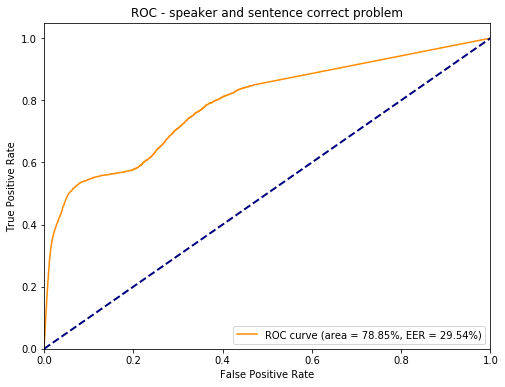 ROC - speaker and sentence correct problem
True Positive Rate
1.0
0.8
0.6
0.4
0.2
0.0
0.0 0.2 0.4 0.6 0.8 1.0
False Positive Rate
ROC curve (area = 78.85%, EER = 29.54%)